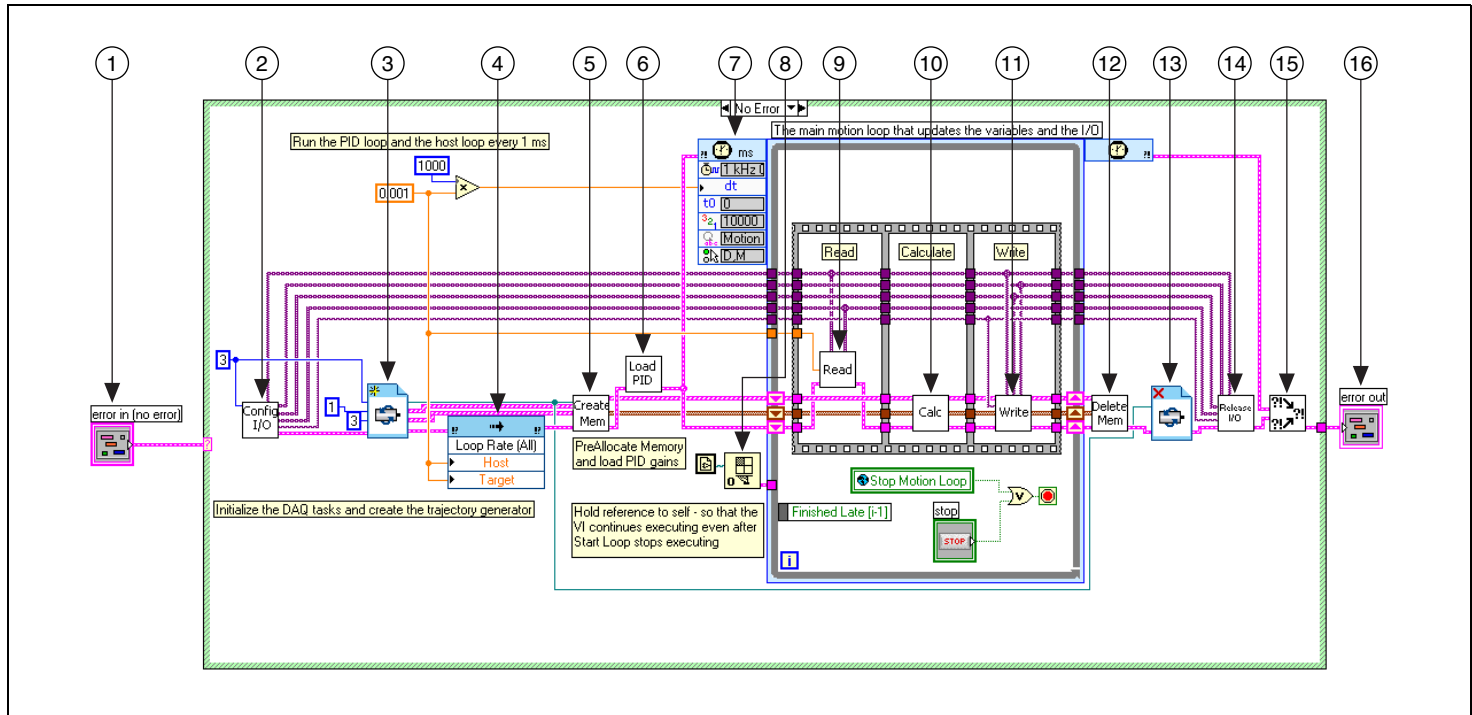 1 2 3 4 5 6 7 8 9 10 11 12 13 14 15 16
No Error
Run the PID loop and the host loop every 1 ms
The main motion loop that updates the variables and the I/O
1000
0.001
ms
1 kHz
dt
t0 0
321 10000
Motion
D,M
Read Calculate Write
3
Load
PID
Read
error in (no error)
error out
Config
I/O
1
3
Create
Mem
Calc
Write
Delete
Mem
Release
I/O
Loop Rate (All)
Host
Target
PreAllocate Memory
and load PID gains
0
Stop Motion Loop
Initialize the DAQ tasks and create the trajectory generator
Hold reference to self - so that the
VI continues executing even after
Start Loop stops executing
Finished Late [i-1]
stop
STOP
i